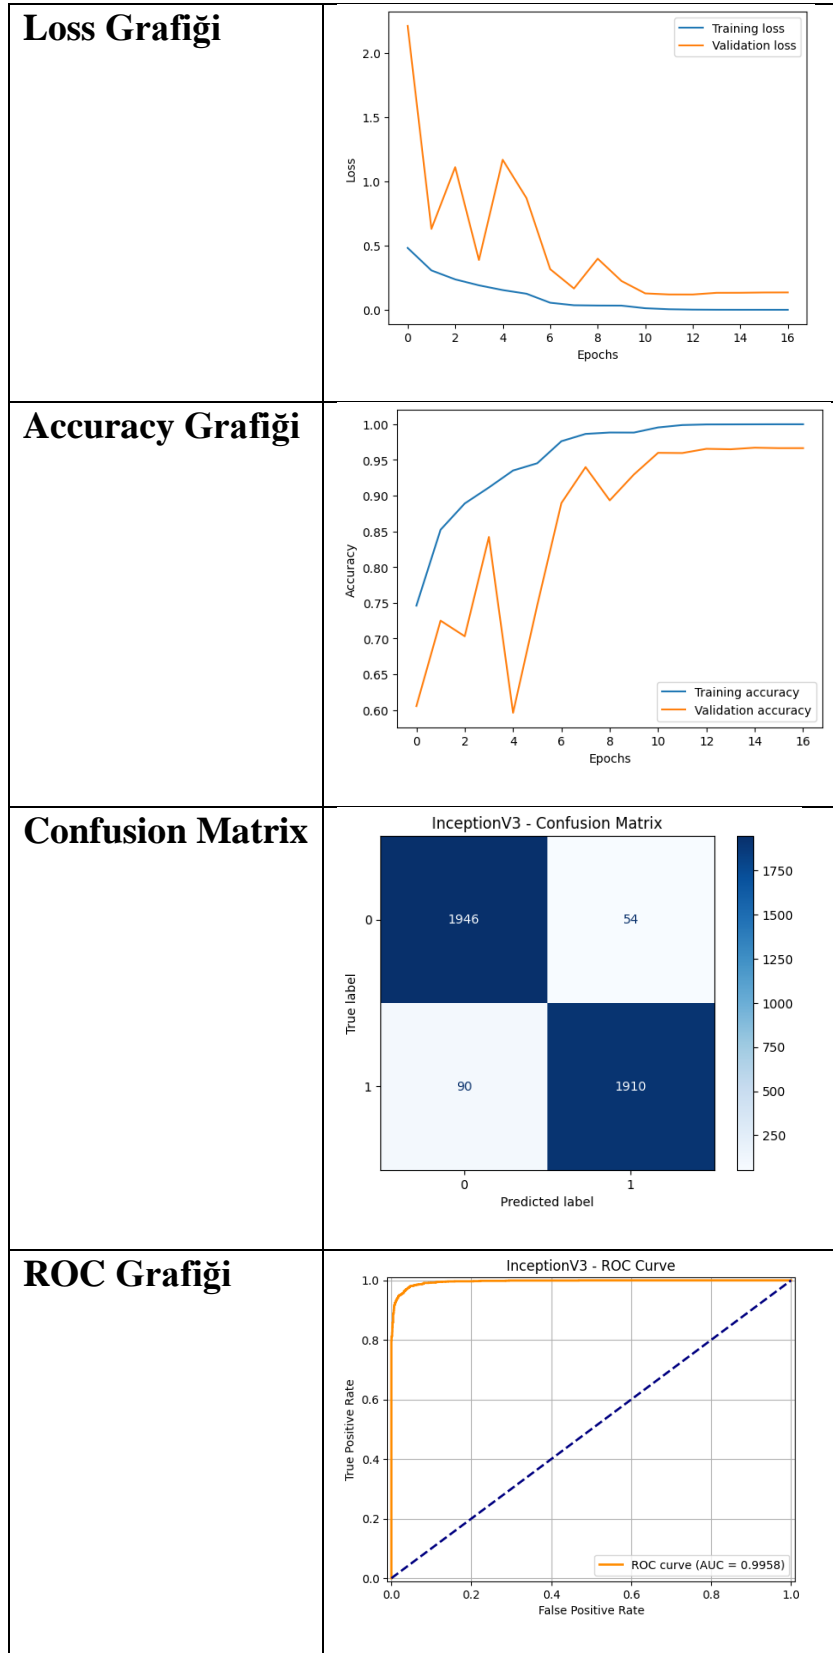 Loss Grafiği
Training loss
Validation loss
2.0
1.5
1.0
0.5
0.0
Loss
0 2 4 6 8 10 12 14 16
Epochs
Accuracy Grafiği
1.00
0.95
0.90
0.85
0.80
0.75
0.70
0.65
0.60
Accuracy
Training accuracy
Validation accuracy
0 2 4 6 8 10 12 14 16
Epochs
Confusion Matrix
InceptionV3 - Confusion Matrix
0 1946 54
1 90 1910
True label
0 1
Predicted label
1750
1500
1250
1000
750
500
250
ROC Grafiği
InceptionV3 - ROC Curve
1.0
0.8
0.6
0.4
0.2
0.0
True Positive Rate
ROC curve (AUC = 0.9958)
0.0 0.2 0.4 0.6 0.8 1.0
False Positive Rate